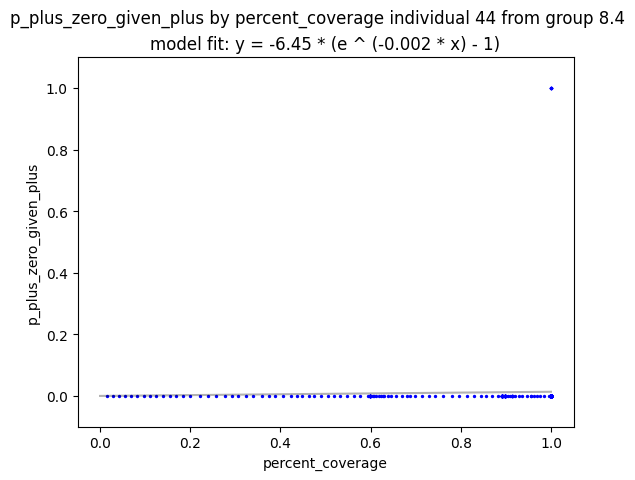 p_plus_zero_given_plus by percent_coverage individual 44 from group 8.4
model fit: y = -6.45 * (e ^ (-0.002 * x) - 1)
1.0
0.8
0.6
0.4
0.2
0.0
p_plus_zero_given_plus
0.0 0.2 0.4 0.6 0.8 1.0
percent_coverage